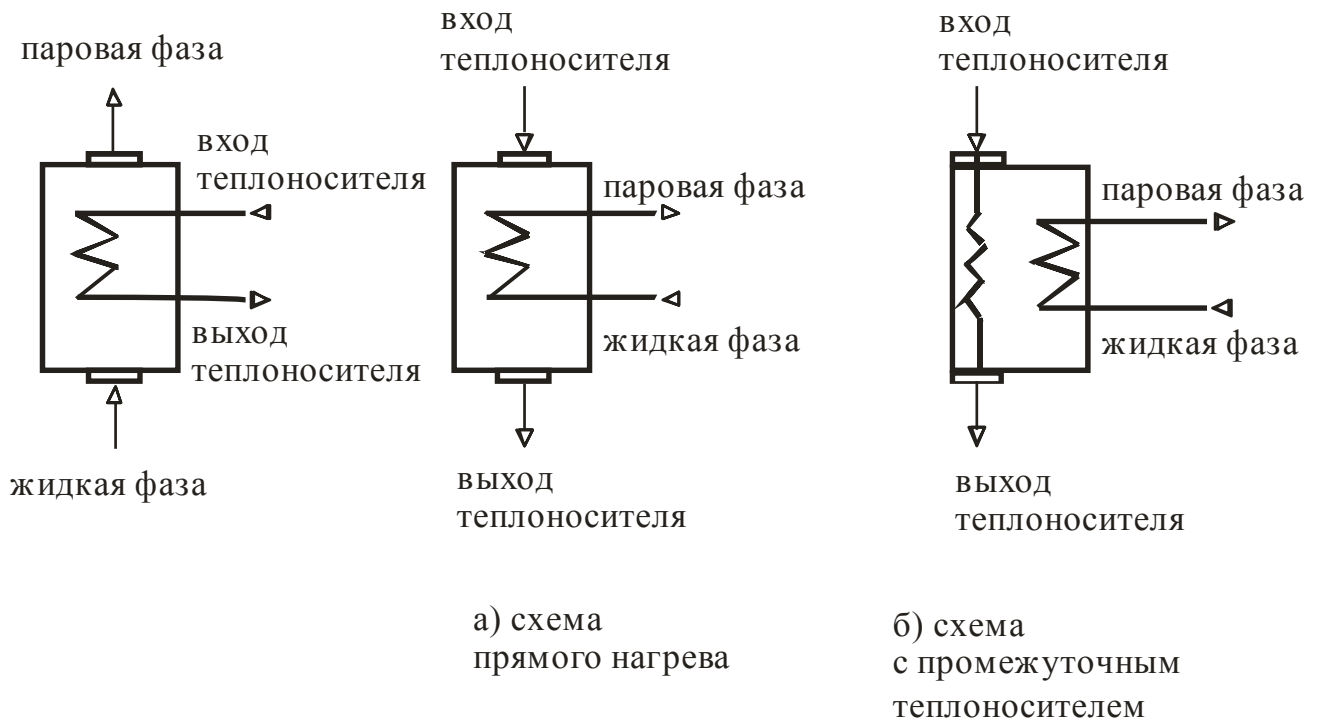 паровая фаза
вход
теплоносителя
выход
теплоносителя
жидкая фаза
вход
теплоносителя
паровая фаза
жидкая фаза
выход
теплоносителя
а) схема
прямого нагрева
вход
теплоносителя
паровая фаза
жидкая фаза
выход
теплоносителя
б) схема
с промежуточным
теплоносителем